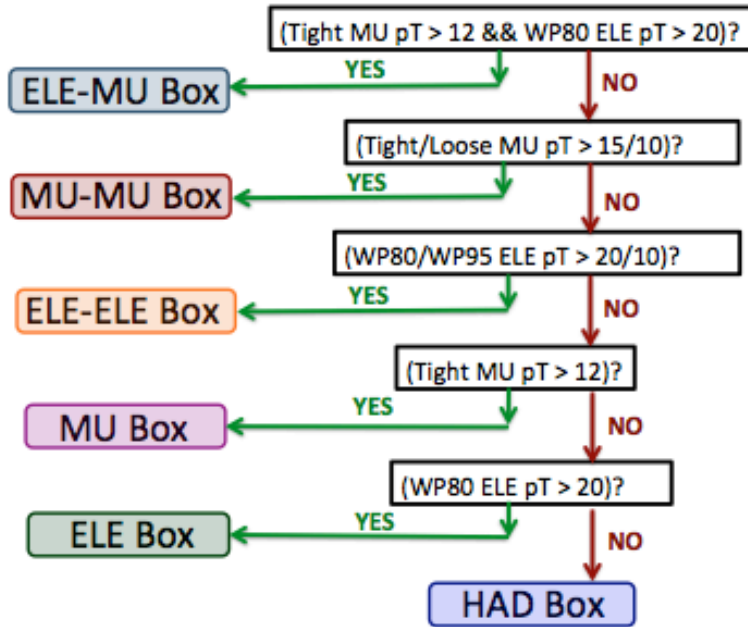 (Tight MU pT > 12 && WP80 ELE pT > 20)?
YES
NO
ELE-MU Box
(Tight/Loose MU pT > 15/10)?
YES
NO
MU-MU Box
(WP80/WP95 ELE pT > 20/10)?
YES
NO
ELE-ELE Box
(Tight MU pT > 12)?
YES
NO
MU Box
(WP80 ELE pT > 20)?
YES
NO
ELE Box
HAD Box